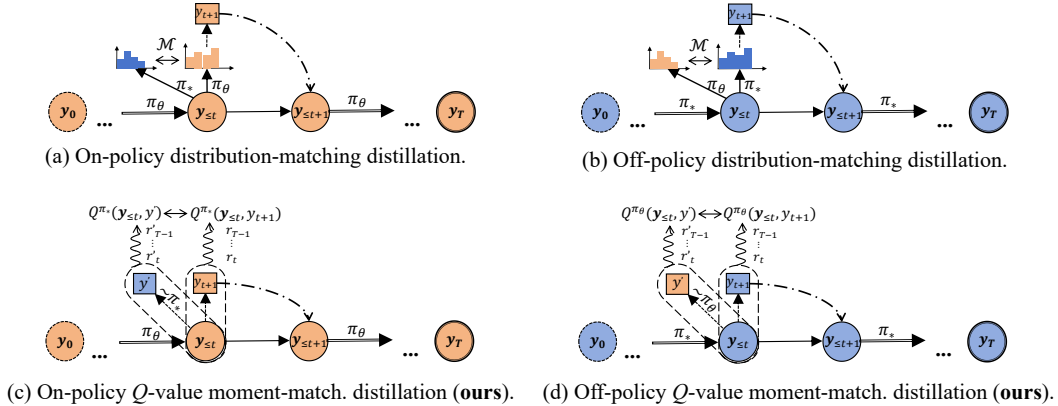 y_{t+1}
y_{t+1}
ℳ
ℳ
π_* π_θ
π_θ π_*
y_0 ... π_θ y_{≤t} y_{≤t+1} π_θ ... y_T
y_0 ... π_* y_{≤t} y_{≤t+1} π_* ... y_T
(a) On-policy distribution-matching distillation.
(b) Off-policy distribution-matching distillation.
Q^{π_*}(y_{≤t}, y') ↔ Q^{π_*}(y_{≤t}, y_{t+1})
r'_{T−1} r_{T−1}
⋮ ⋮
r'_t r_t
y' y_{t+1}
~π_*
y_0 ... π_θ y_{≤t} y_{≤t+1} π_θ ... y_T
(c) On-policy Q-value moment-match. distillation (ours).
Q^{π_θ}(y_{≤t}, y') ↔ Q^{π_θ}(y_{≤t}, y_{t+1})
r'_{T−1} r_{T−1}
⋮ ⋮
r'_t r_t
y' y_{t+1}
~π_θ
y_0 ... π_* y_{≤t} y_{≤t+1} π_* ... y_T
(d) Off-policy Q-value moment-match. distillation (ours).